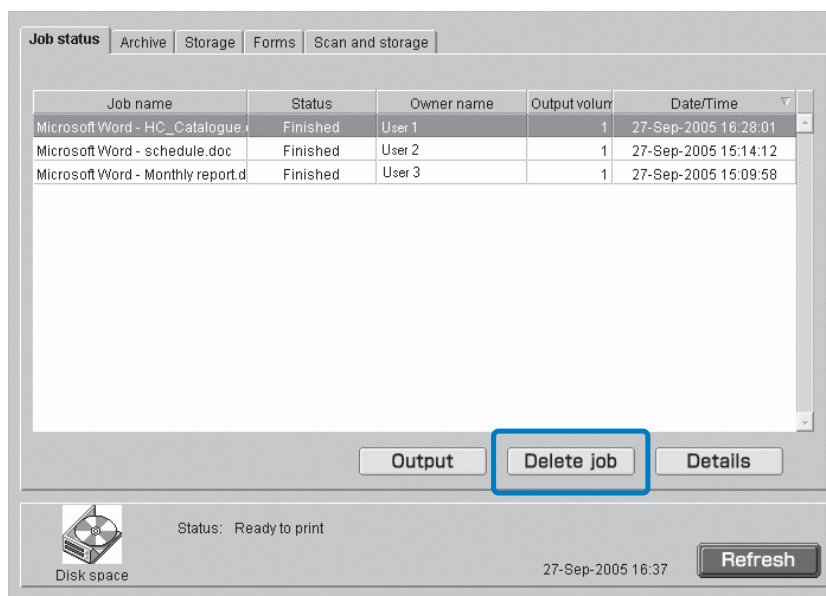 Job status Archive Storage Forms Scan and storage
Job name Status Owner name Output volum Date/Time
Microsoft Word - HC_Catalogue. Finished User 1 1 27-Sep-2005 16:28:01
Microsoft Word - schedule.doc Finished User 2 1 27-Sep-2005 15:14:12
Microsoft Word - Monthly report.d Finished User 3 1 27-Sep-2005 15:09:58
Output Delete job Details
Status: Ready to print
Disk space 27-Sep-2005 16:37 Refresh